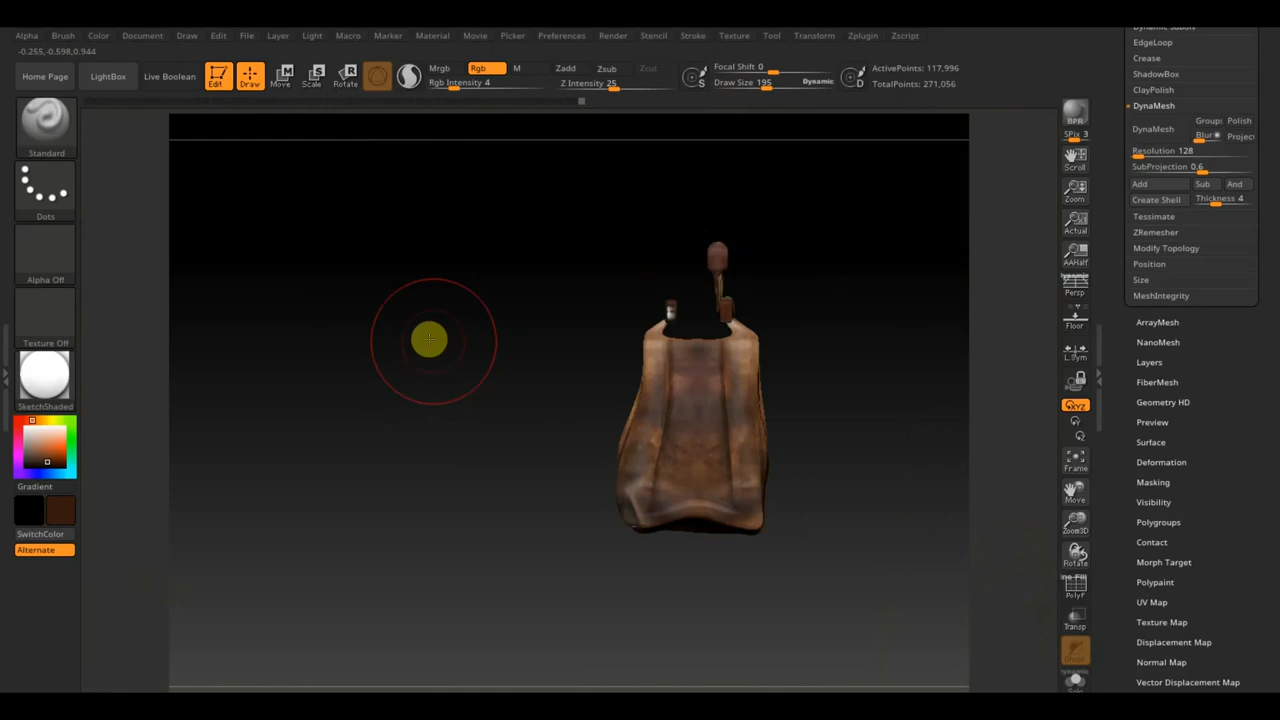 Alpha Brush Color Document Draw Edit File Layer Light Macro Marker Material Movie Picker Preferences Render Stencil Stroke Texture Tool Transform Zplugin Zscript
-0.255,-0.598,0.944
Home Page LightBox Live Boolean Edit Draw Move Scale Rotate
Mrgb Rgb M Zadd Zsub Zcut
Rgb Intensity 4 Z Intensity 25
S Focal Shift 0
Draw Size 195 Dynamic D
ActivePoints: 117,996
TotalPoints: 271,056
Standard
Dots
Alpha Off
Texture Off
SketchShaded
Gradient
SwitchColor
Alternate
BPR
SPix 3
Scroll
Zoom
Actual
AAHalf
Dynamic
Persp
Floor
L.Sym
XYZ
Frame
Move
Zoom3D
Rotate
PolyF
Transp
Dynamic
Solo
EdgeLoop
Crease
ShadowBox
ClayPolish
DynaMesh
DynaMesh Groups Polish
Blur Project
Resolution 128
SubProjection 0.6
Add Sub And
Create Shell Thickness 4
Tessimate
ZRemesher
Modify Topology
Position
Size
MeshIntegrity
ArrayMesh
NanoMesh
Layers
FiberMesh
Geometry HD
Preview
Surface
Deformation
Masking
Visibility
Polygroups
Contact
Morph Target
Polypaint
UV Map
Texture Map
Displacement Map
Normal Map
Vector Displacement Map